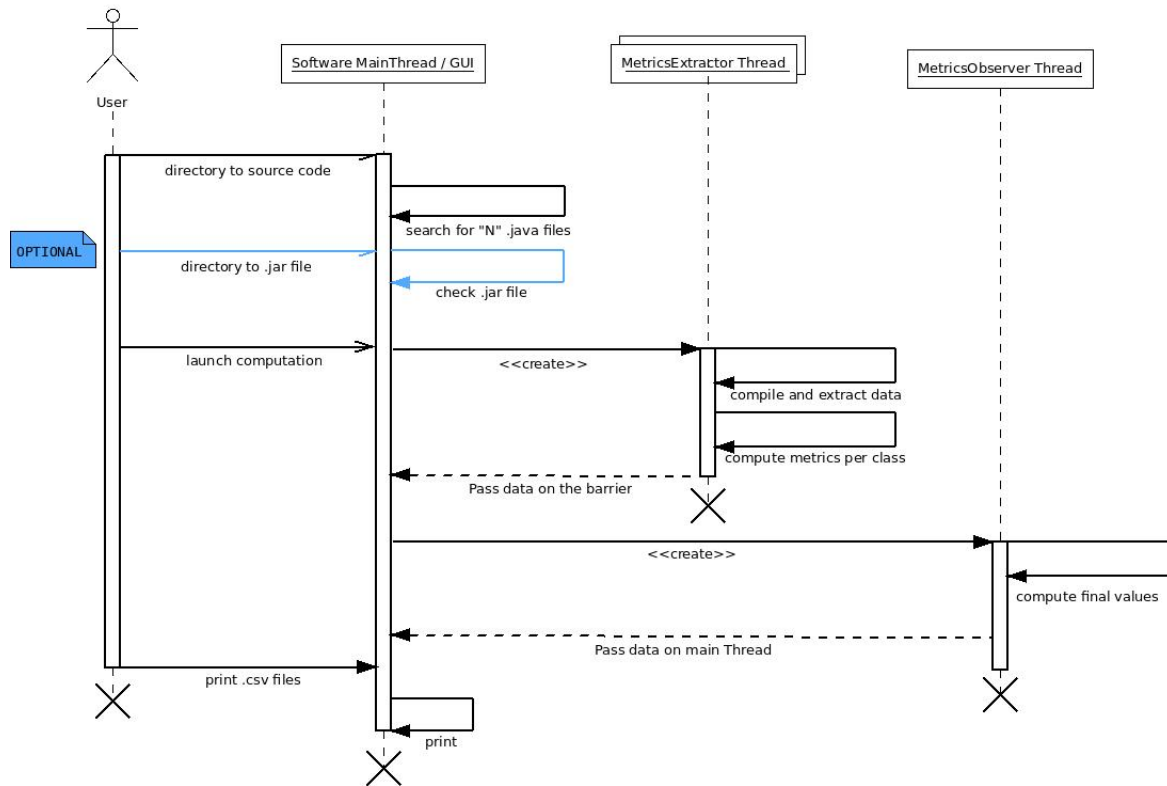 User
Software MainThread / GUI
MetricsExtractor Thread
MetricsObserver Thread
directory to source code
search for "N" .java files
OPTIONAL
directory to .jar file
check .jar file
launch computation
<<create>>
compile and extract data
compute metrics per class
Pass data on the barrier
<<create>>
compute final values
Pass data on main Thread
print .csv files
print